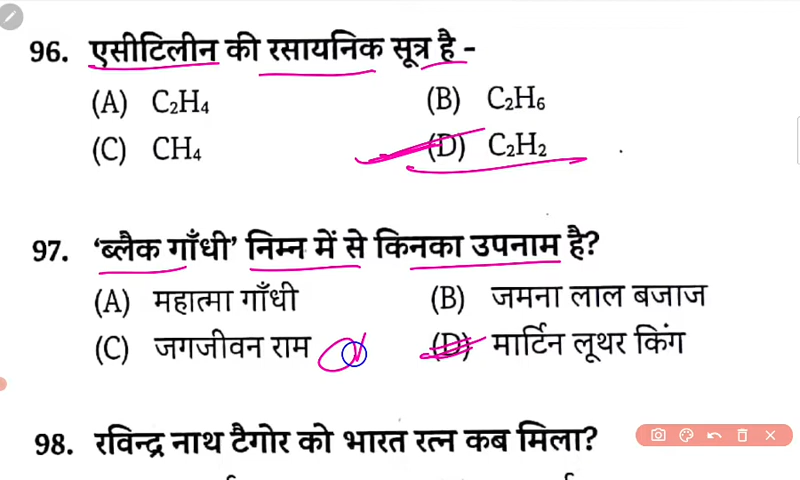 96. एसीटिलीन की रसायनिक सूत्र है -
(A) C₂H₄ (B) C₂H₆
(C) CH₄ (D) C₂H₂
97. ‘ब्लैक गाँधी’ निम्न में से किनका उपनाम है?
(A) महात्मा गाँधी (B) जमना लाल बजाज
(C) जगजीवन राम (D) मार्टिन लूथर किंग
98. रविन्द्र नाथ टैगोर को भारत रत्न कब मिला?